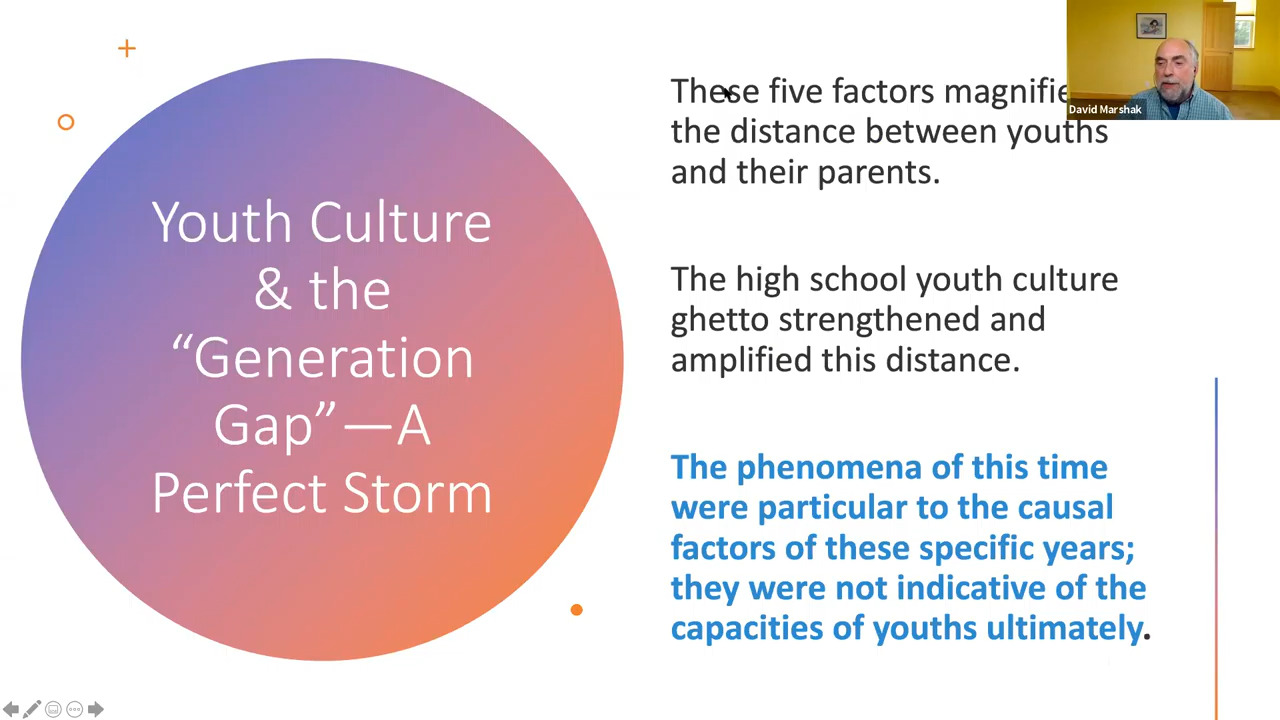 Youth Culture
& the
“Generation
Gap”—A
Perfect Storm
These five factors
the distance between youths
and their parents.
The high school youth culture
ghetto strengthened and
amplified this distance.
The phenomena of this time
were particular to the causal
factors of these specific years;
they were not indicative of the
capacities of youths ultimately.
David Marshak